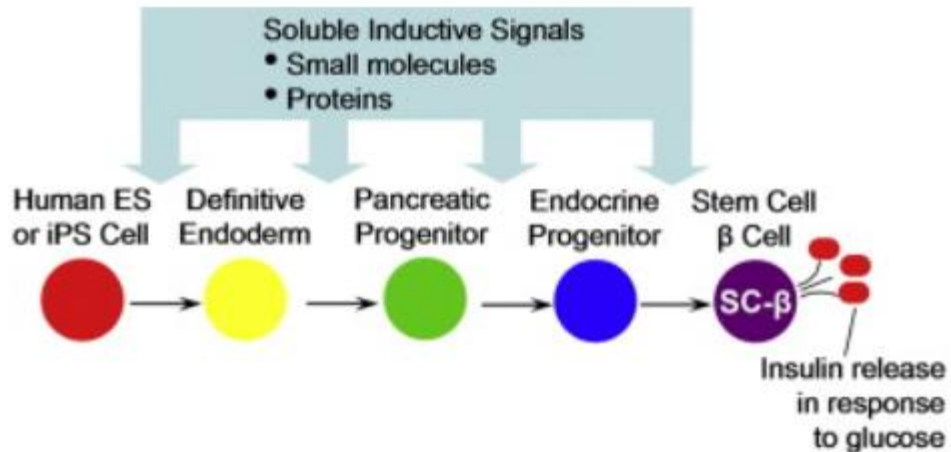 Soluble Inductive Signals
• Small molecules
• Proteins
Human ES
or iPS Cell
Definitive
Endoderm
Pancreatic
Progenitor
Endocrine
Progenitor
Stem Cell
β Cell
SC-β
Insulin release
in response
to glucose